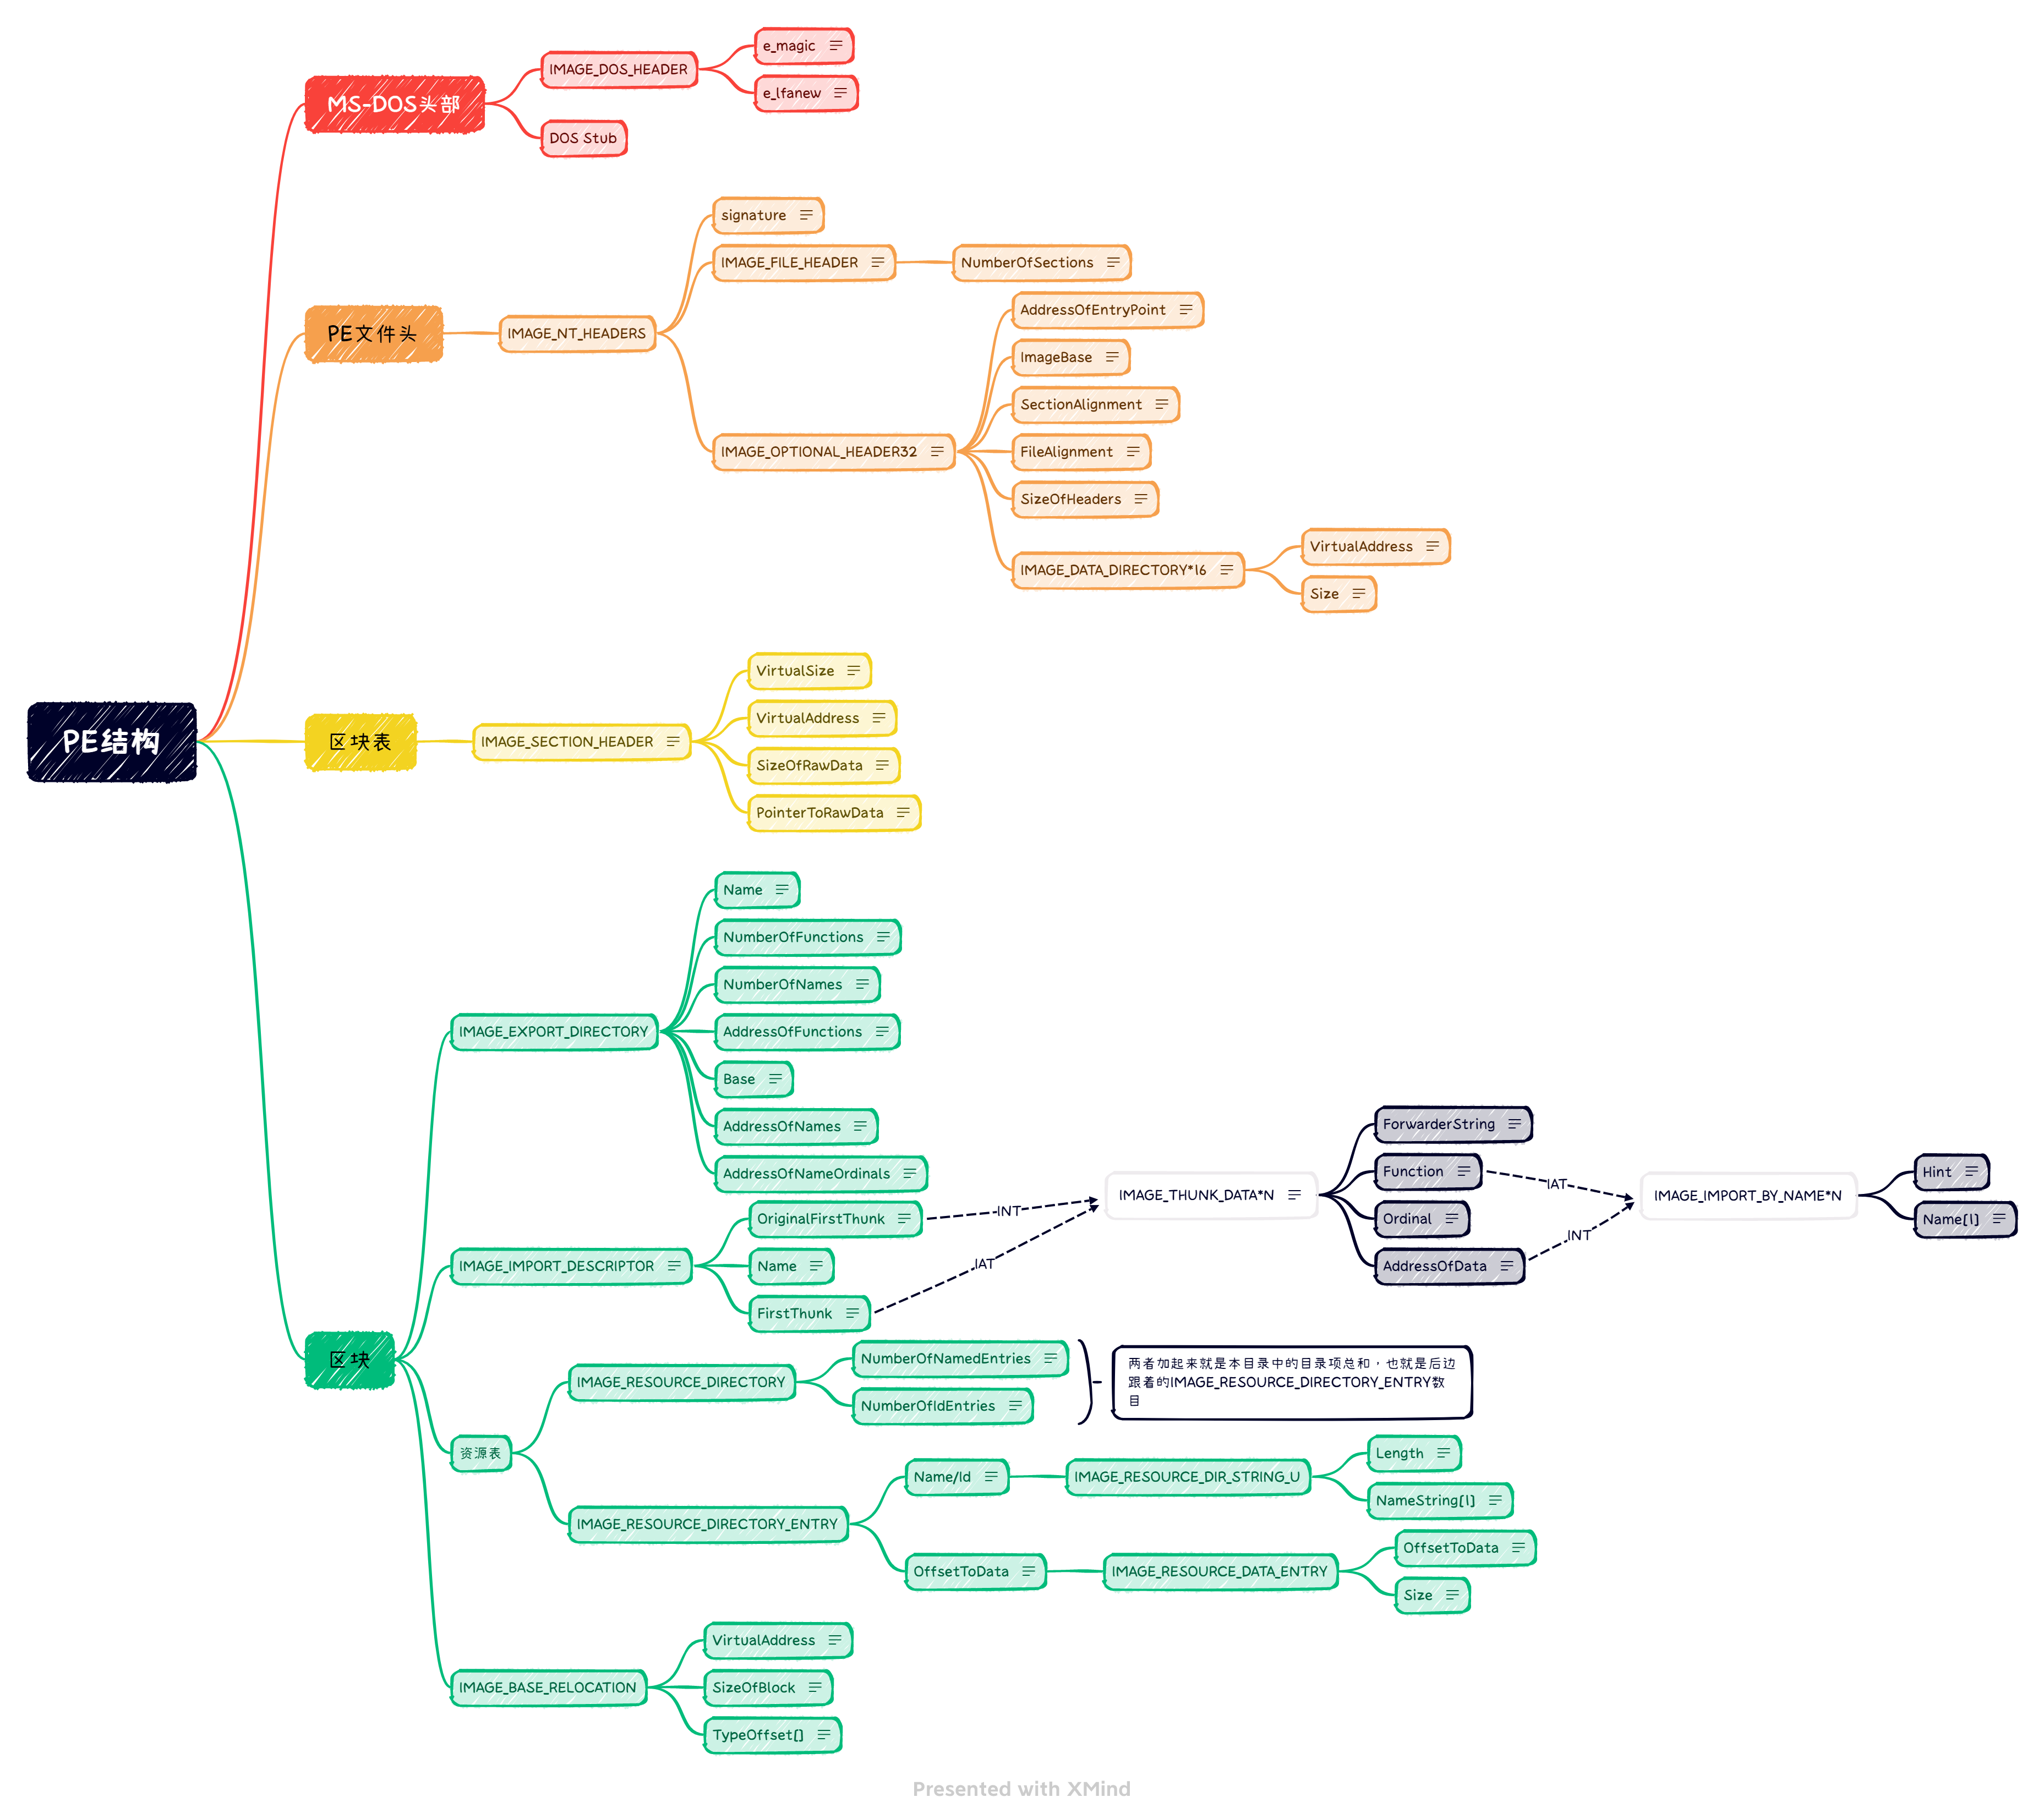 PE结构
MS-DOS头部
IMAGE_DOS_HEADER
e_magic
e_lfanew
DOS Stub
PE文件头
IMAGE_NT_HEADERS
signature
IMAGE_FILE_HEADER
NumberOfSections
IMAGE_OPTIONAL_HEADER32
AddressOfEntryPoint
ImageBase
SectionAlignment
FileAlignment
SizeOfHeaders
IMAGE_DATA_DIRECTORY*16
VirtualAddress
Size
区块表
IMAGE_SECTION_HEADER
VirtualSize
VirtualAddress
SizeOfRawData
PointerToRawData
区块
IMAGE_EXPORT_DIRECTORY
Name
NumberOfFunctions
NumberOfNames
AddressOfFunctions
Base
AddressOfNames
AddressOfNameOrdinals
IMAGE_IMPORT_DESCRIPTOR
OriginalFirstThunk
Name
FirstThunk
INT
IAT
IMAGE_THUNK_DATA*N
ForwarderString
Function
Ordinal
AddressOfData
IAT
INT
IMAGE_IMPORT_BY_NAME*N
Hint
Name[1]
资源表
IMAGE_RESOURCE_DIRECTORY
NumberOfNamedEntries
NumberOfIdEntries
两者加起来就是本目录中的目录项总和，也就是后边
跟着的IMAGE_RESOURCE_DIRECTORY_ENTRY数
目
IMAGE_RESOURCE_DIRECTORY_ENTRY
Name/Id
IMAGE_RESOURCE_DIR_STRING_U
Length
NameString[1]
OffsetToData
IMAGE_RESOURCE_DATA_ENTRY
OffsetToData
Size
IMAGE_BASE_RELOCATION
VirtualAddress
SizeOfBlock
TypeOffset[]
Presented with XMind